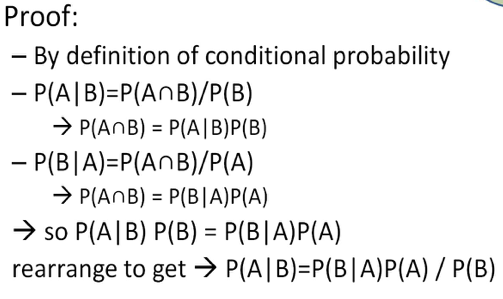 Proof:
– By definition of conditional probability
– P(A|B)=P(A∩B)/P(B)
→ P(A∩B) = P(A|B)P(B)
– P(B|A)=P(A∩B)/P(A)
→ P(A∩B) = P(B|A)P(A)
→ so P(A|B) P(B) = P(B|A)P(A)
rearrange to get → P(A|B)=P(B|A)P(A) / P(B)